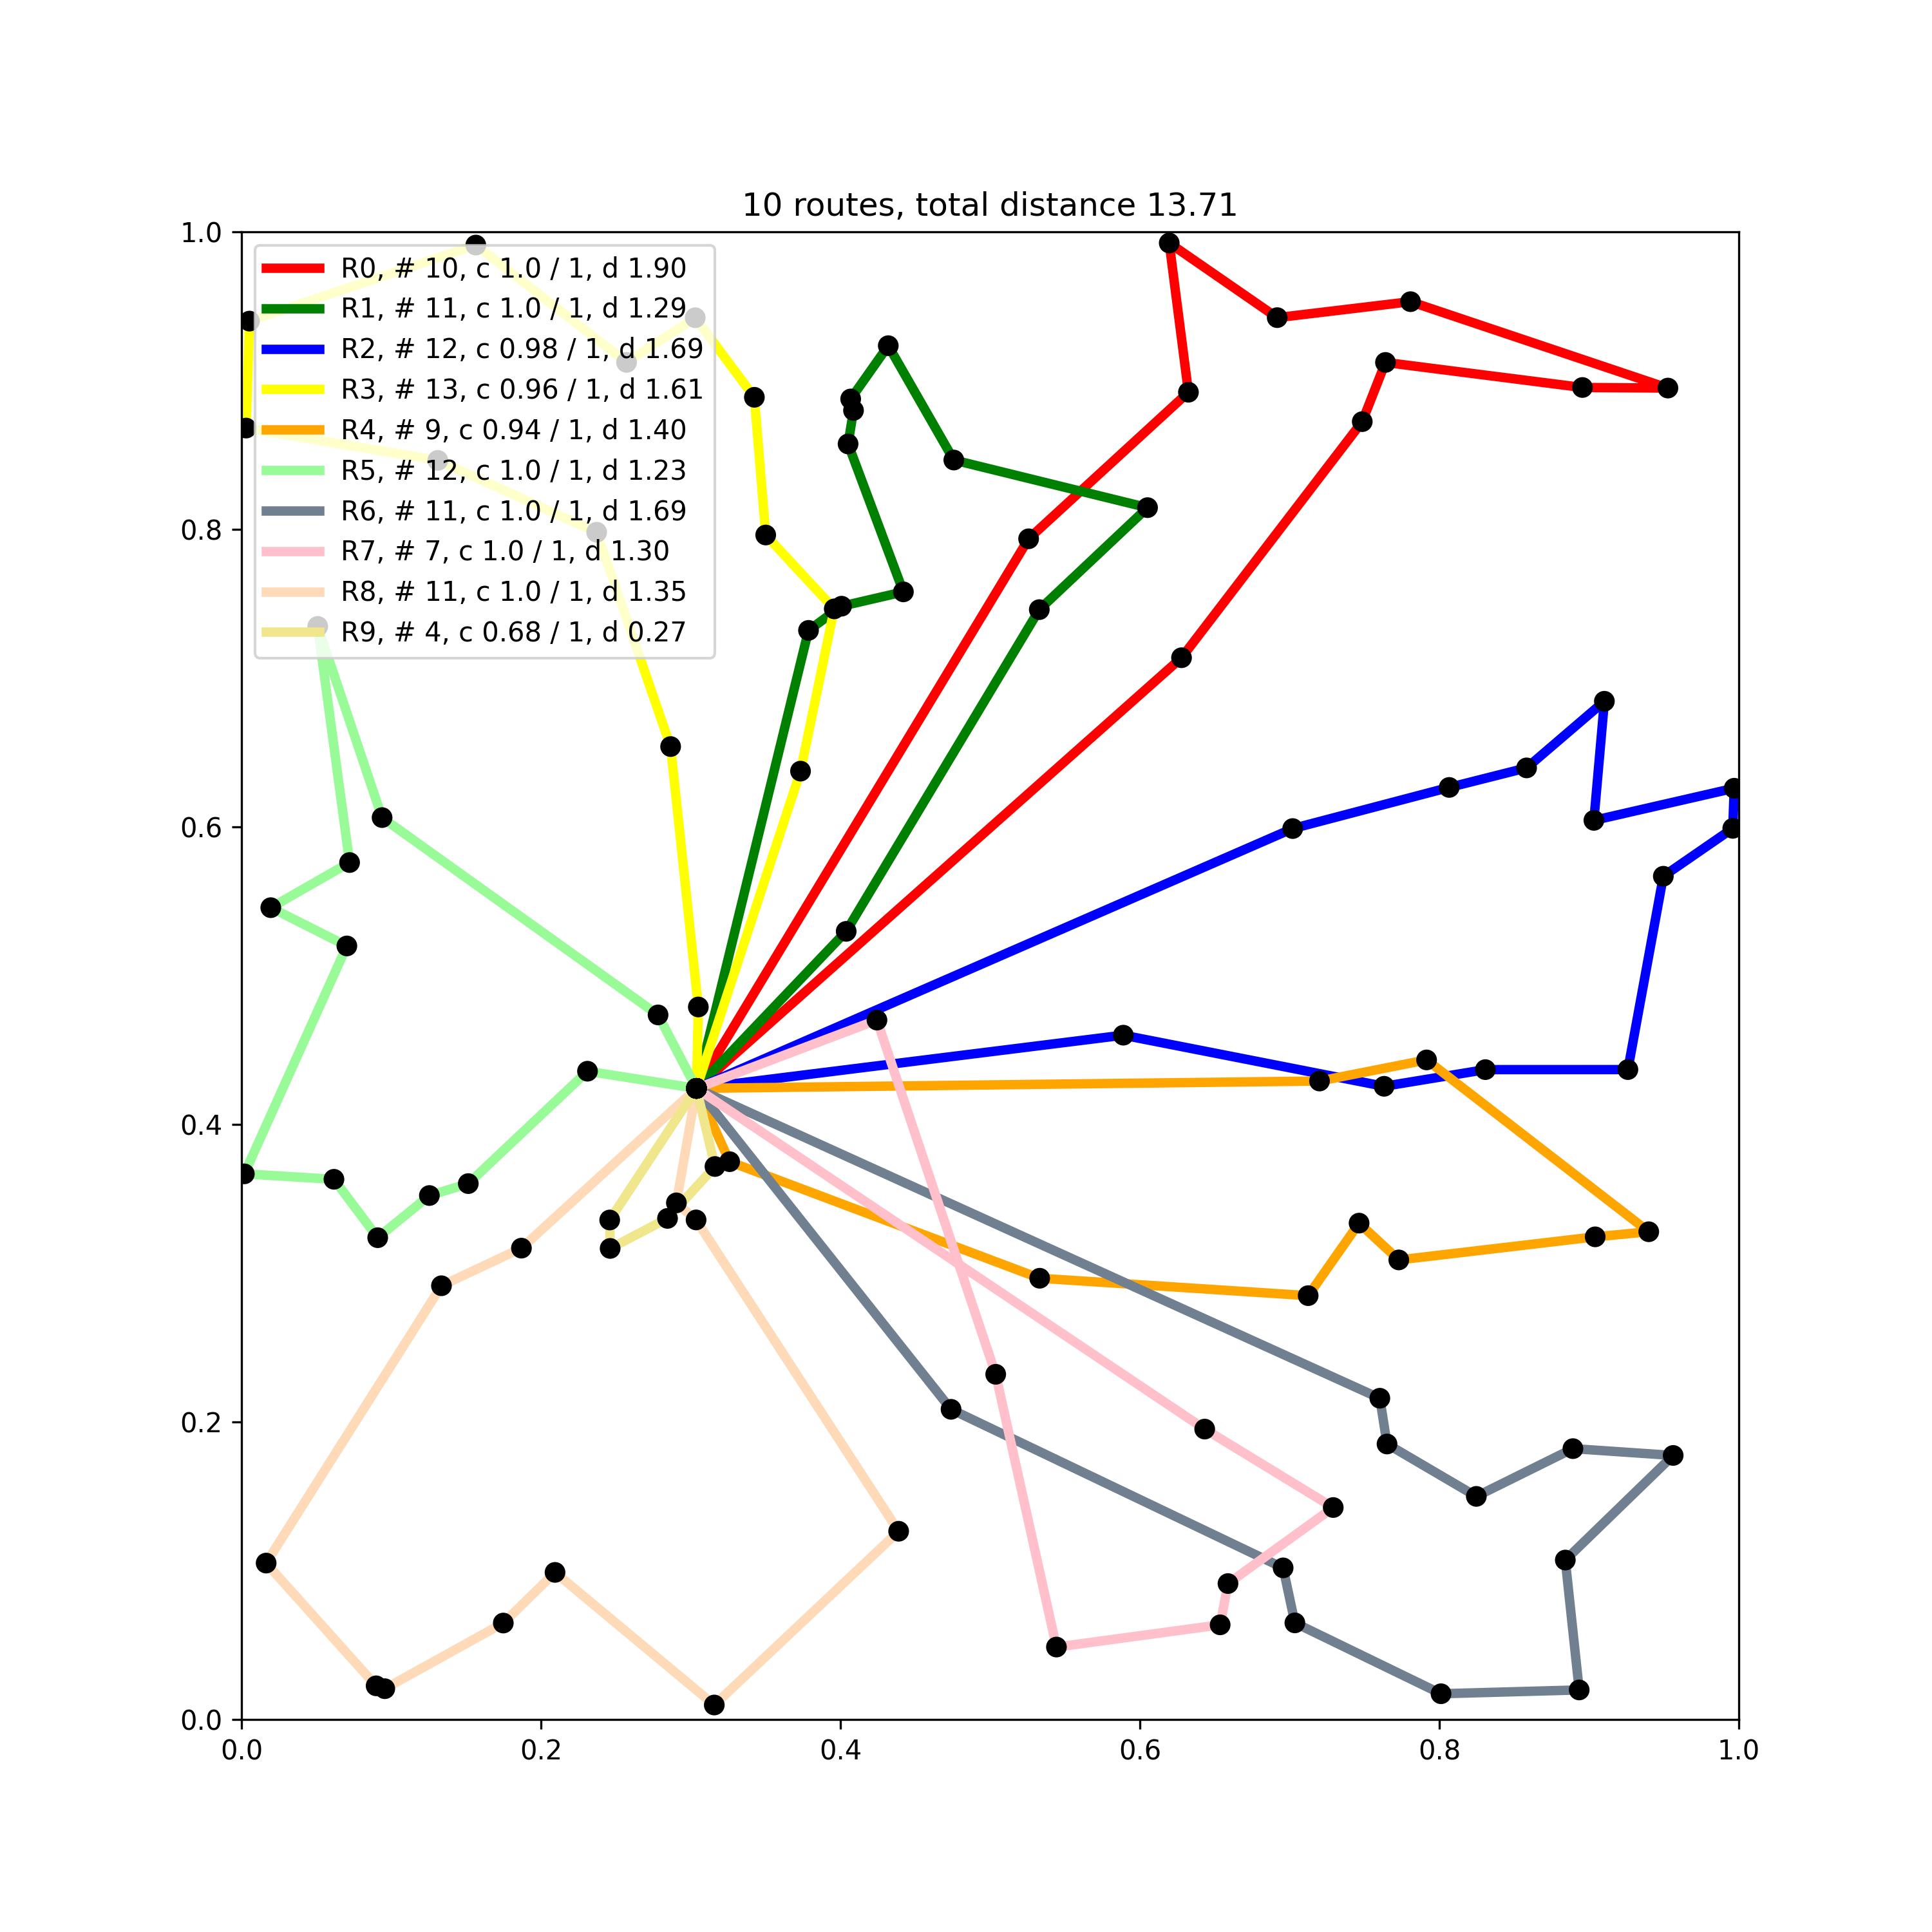 10 routes, total distance 13.71
1.0
0.8
0.6
0.4
0.2
0.0
R0, # 10, c 1.0 / 1, d 1.90
R1, # 11, c 1.0 / 1, d 1.29
R2, # 12, c 0.98 / 1, d 1.69
R3, # 13, c 0.96 / 1, d 1.61
R4, # 9, c 0.94 / 1, d 1.40
R5, # 12, c 1.0 / 1, d 1.23
R6, # 11, c 1.0 / 1, d 1.69
R7, # 7, c 1.0 / 1, d 1.30
R8, # 11, c 1.0 / 1, d 1.35
R9, # 4, c 0.68 / 1, d 0.27
0.0 0.2 0.4 0.6 0.8 1.0